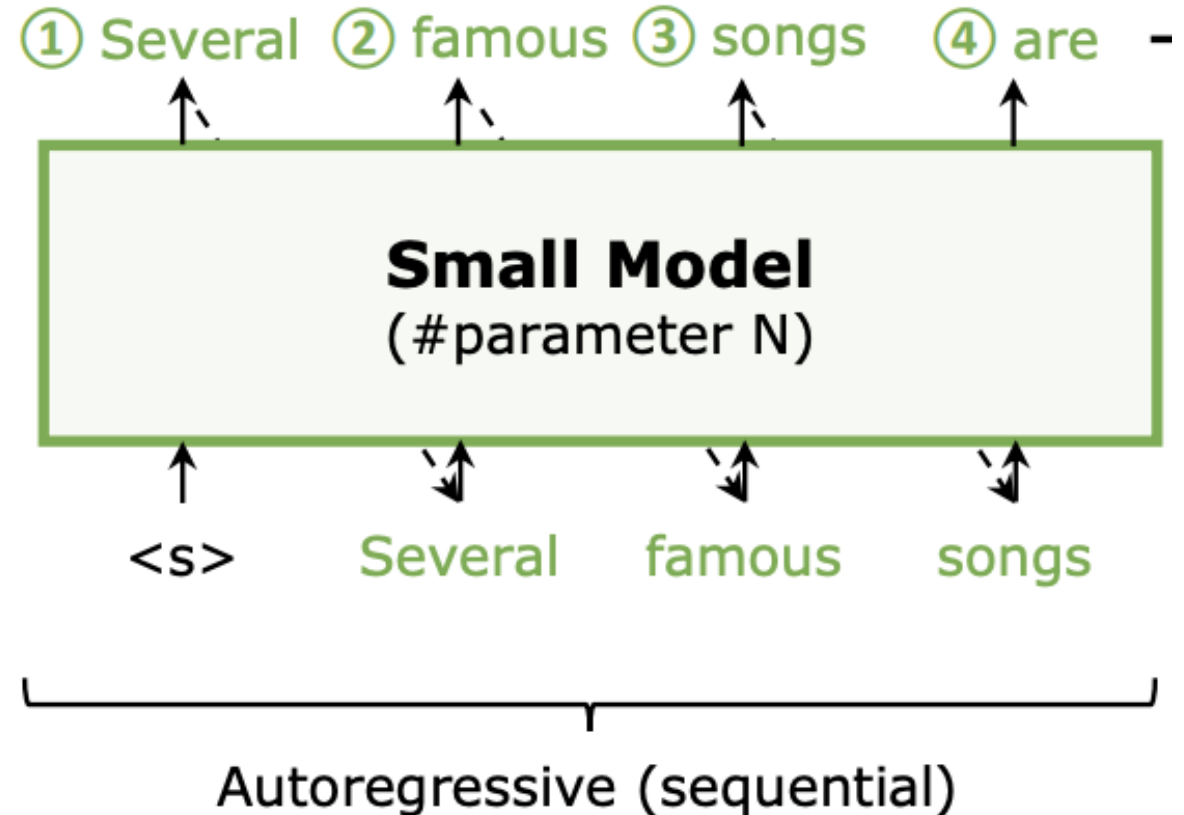 ① Several ② famous ③ songs ④ are -
Small Model
(#parameter N)
<s> Several famous songs
Autoregressive (sequential)